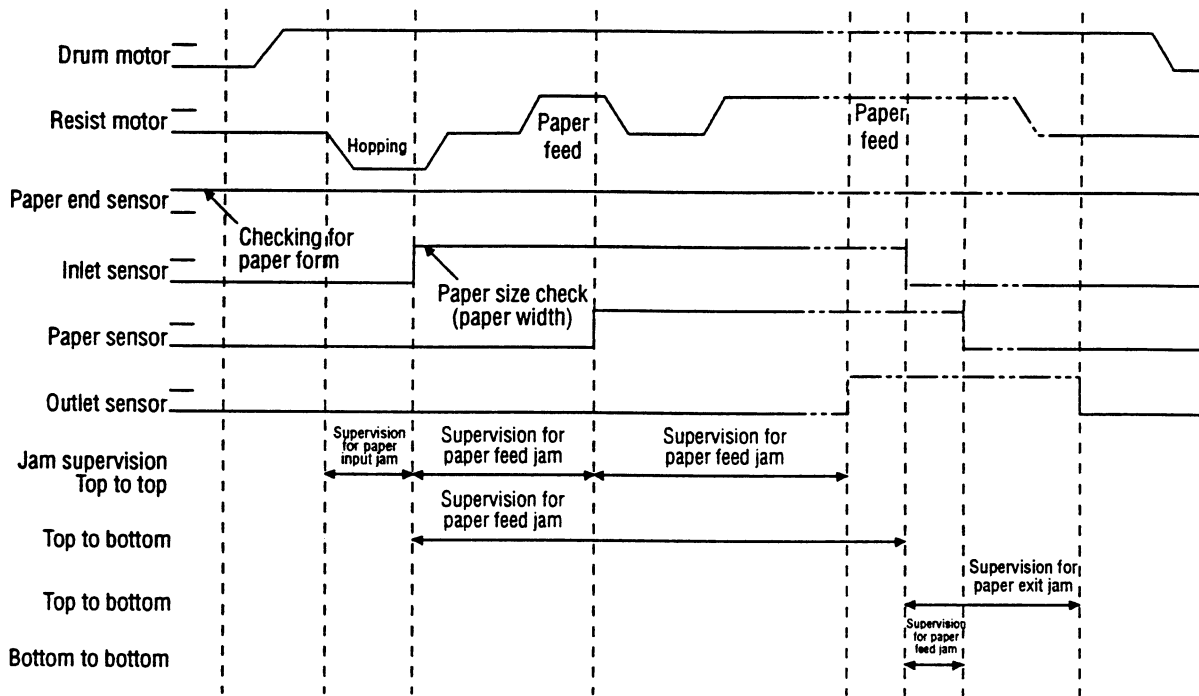 Drum motor
Resist motor
Hopping
Paper
feed
Paper
feed
Paper end sensor
Checking for
paper form
Inlet sensor
Paper size check
(paper width)
Paper sensor
Outlet sensor
Jam supervision
Top to top
Supervision
for paper
input jam
Supervision for
paper feed jam
Supervision for
paper feed jam
Supervision for
paper feed jam
Top to bottom
Supervision for
paper exit jam
Top to bottom
Supervision
for paper
feed jam
Bottom to bottom